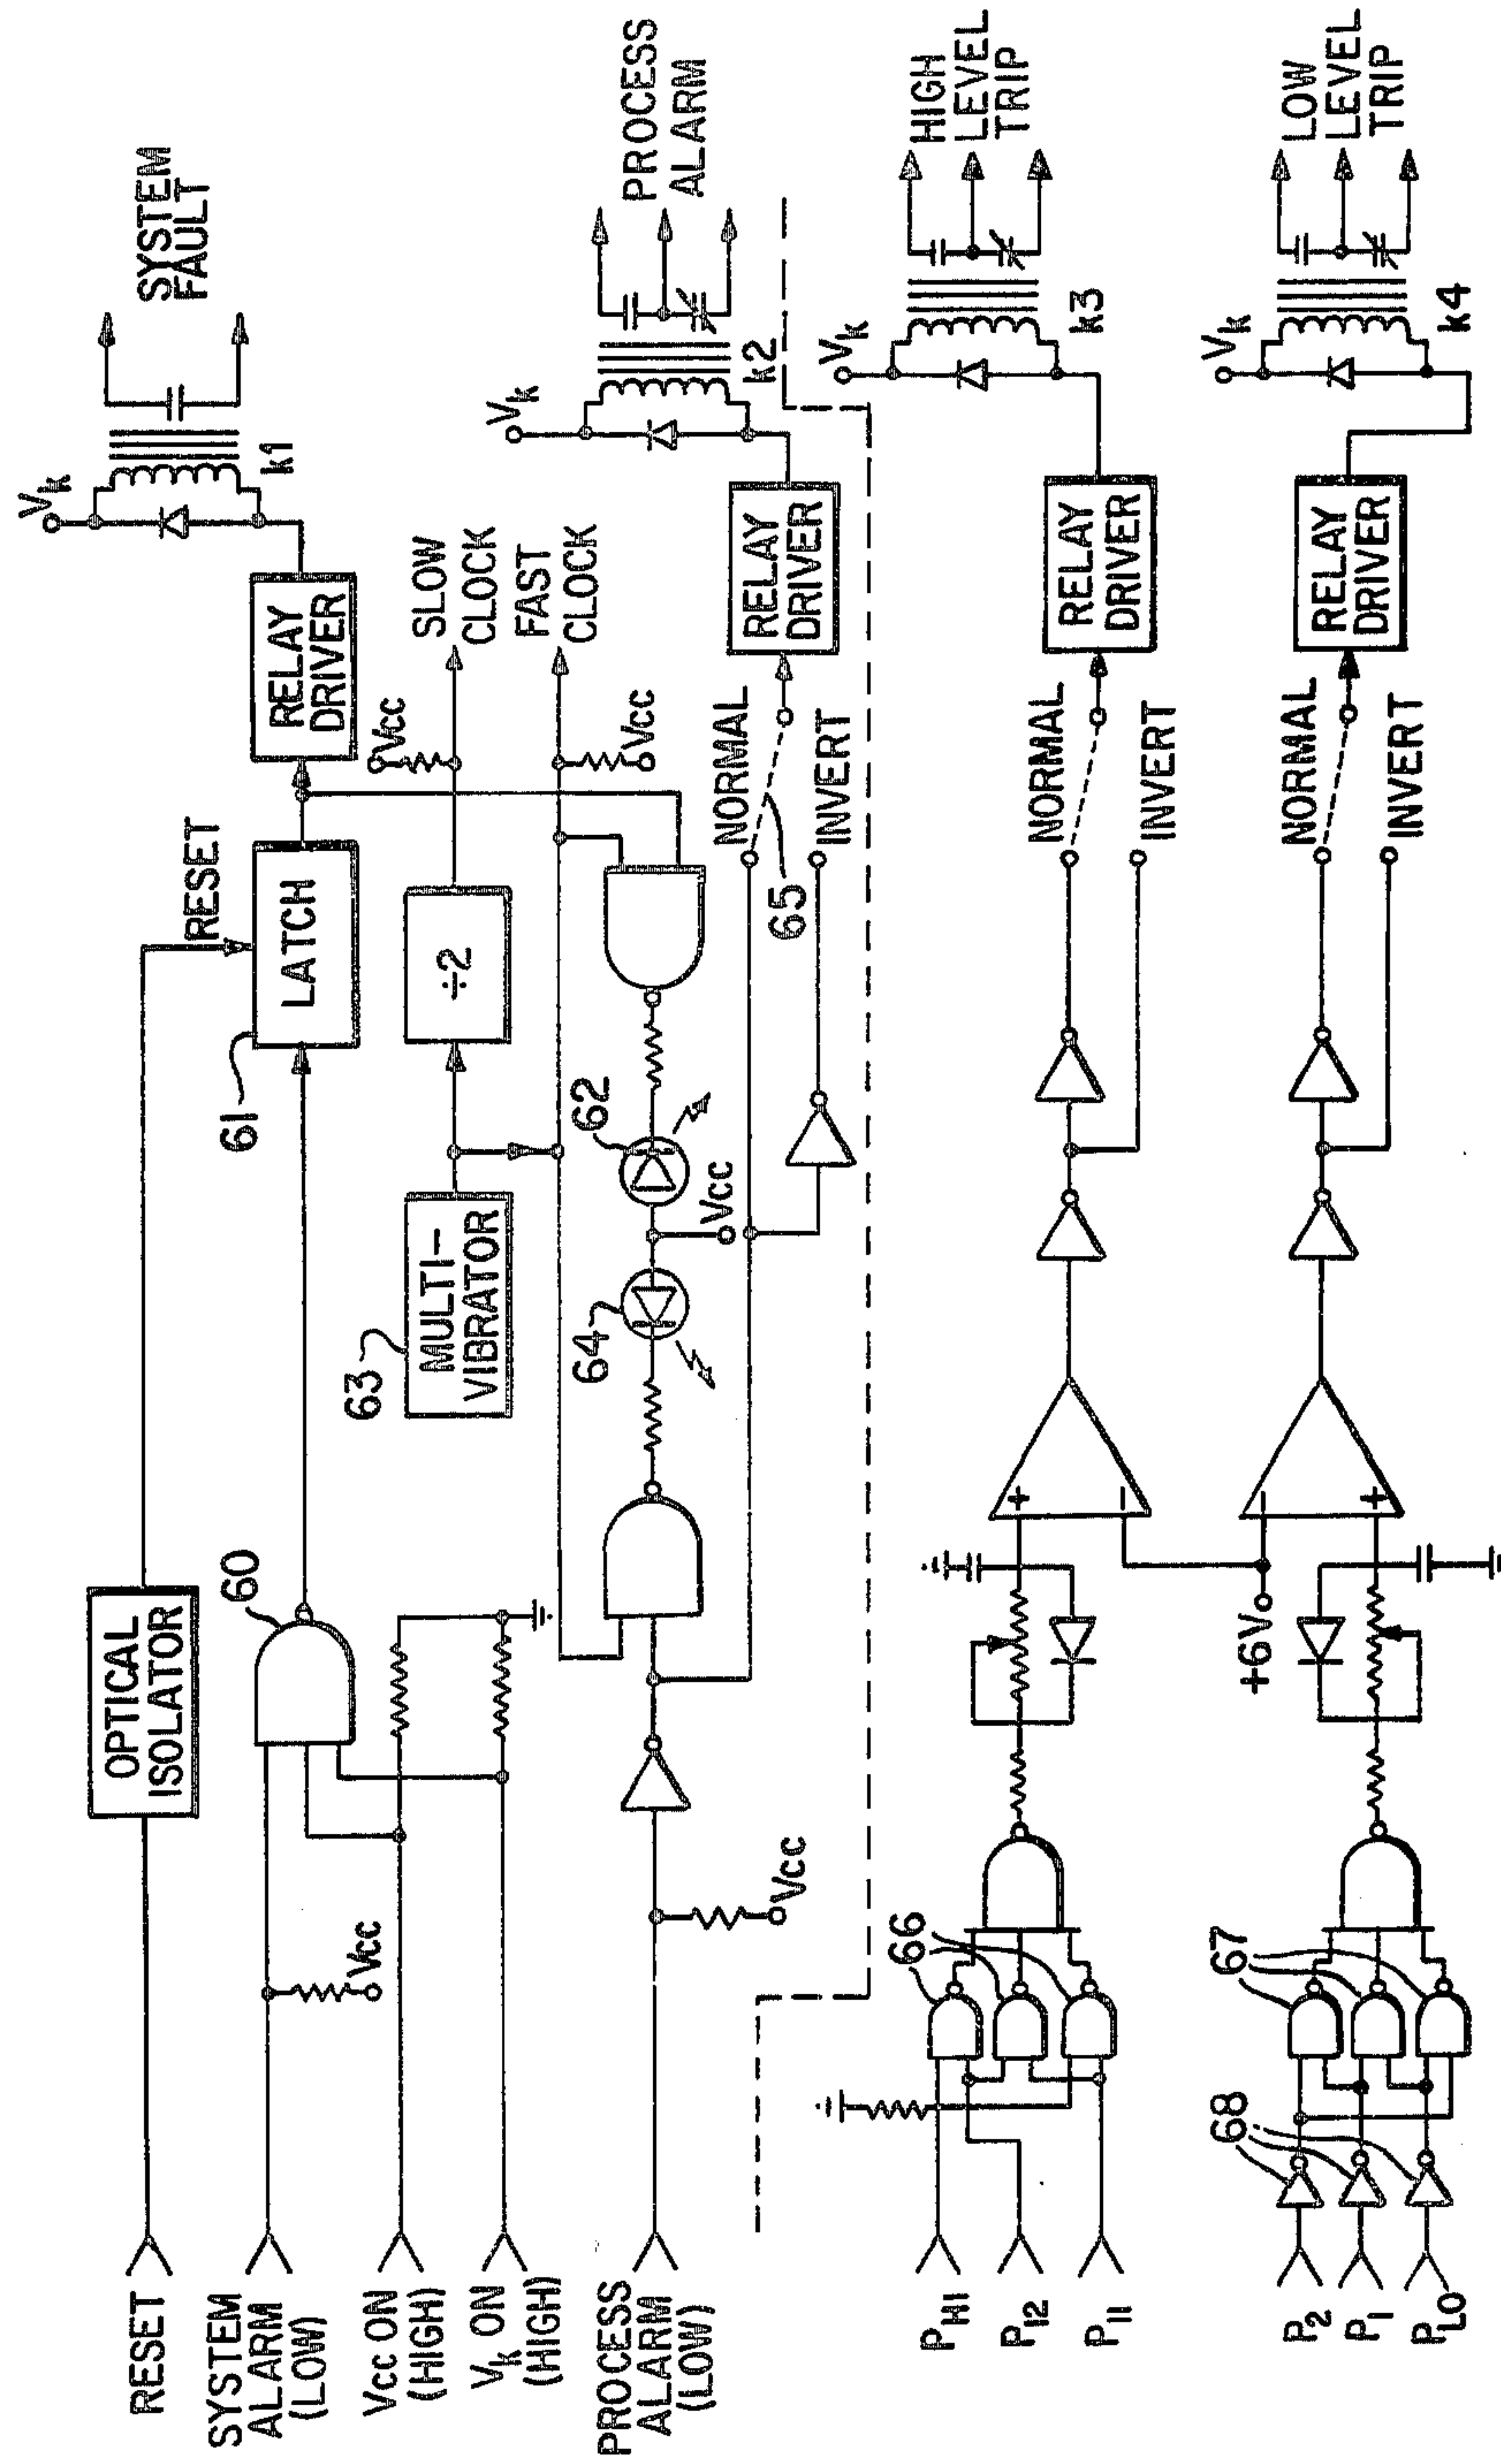 RESET
SYSTEM
ALARM
(LOW)
Vcc ON
(HIGH)
Vk ON
(HIGH)
PROCESS
ALARM
(LOW)
OPTICAL
ISOLATOR
60
Vcc
Vcc
RESET
61
LATCH
RELAY
DRIVER
Vk
k1
SYSTEM
FAULT
63
MULTI-
VIBRATOR
÷2
Vcc
SLOW
CLOCK
FAST
CLOCK
Vcc
64
62
Vcc
NORMAL
65
INVERT
RELAY
DRIVER
Vk
k2
PROCESS
ALARM
PHI
P12
P11
66
+
−
NORMAL
INVERT
RELAY
DRIVER
Vk
k3
HIGH
LEVEL
TRIP
P2
P1
PLO
68
67
+6V
−
+
NORMAL
INVERT
RELAY
DRIVER
Vk
k4
LOW
LEVEL
TRIP